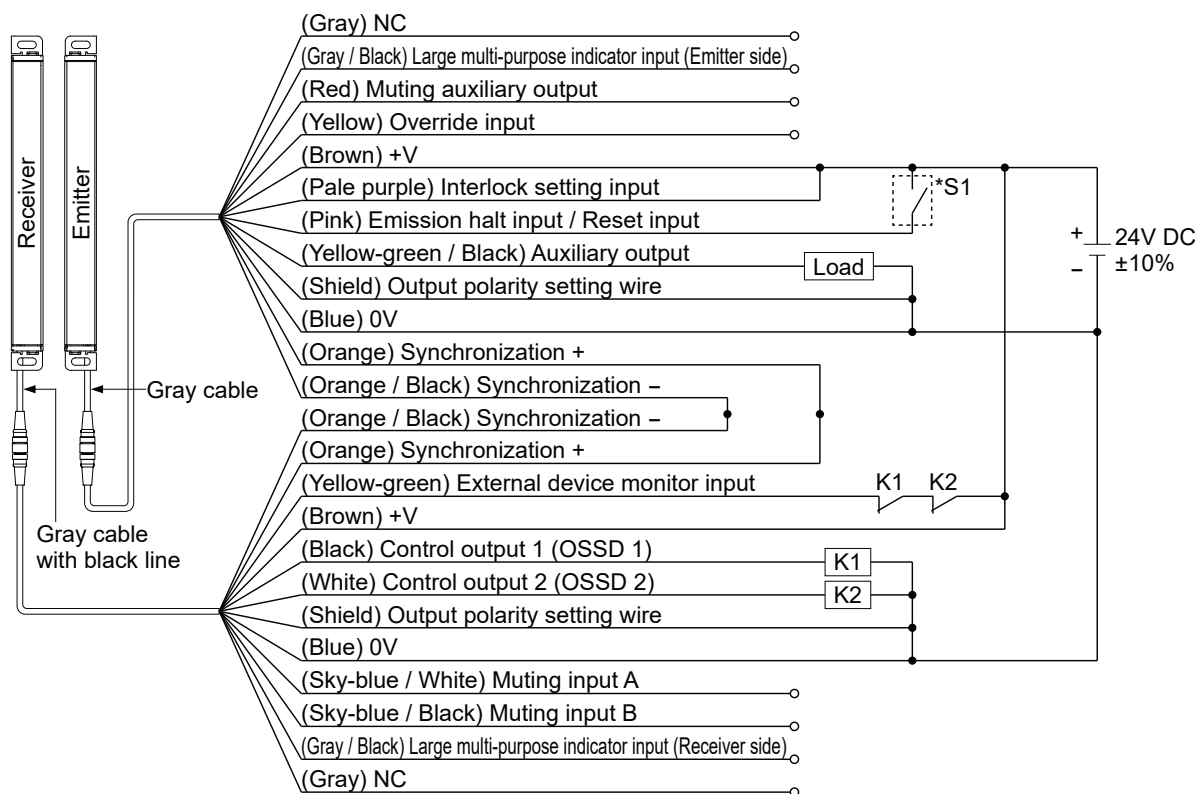 (Gray) NC
(Gray / Black) Large multi-purpose indicator input (Emitter side)
(Red) Muting auxiliary output
(Yellow) Override input
(Brown) +V
(Pale purple) Interlock setting input
*S1
(Pink) Emission halt input / Reset input
(Yellow-green / Black) Auxiliary output
Load
+
24V DC
−
±10%
(Shield) Output polarity setting wire
(Blue) 0V
(Orange) Synchronization +
(Orange / Black) Synchronization −
(Orange / Black) Synchronization −
(Orange) Synchronization +
(Yellow-green) External device monitor input
K1
K2
(Brown) +V
(Black) Control output 1 (OSSD 1)
K1
(White) Control output 2 (OSSD 2)
K2
(Shield) Output polarity setting wire
(Blue) 0V
(Sky-blue / White) Muting input A
(Sky-blue / Black) Muting input B
(Gray / Black) Large multi-purpose indicator input (Receiver side)
(Gray) NC
Receiver
Emitter
Gray cable
Gray cable
with black line